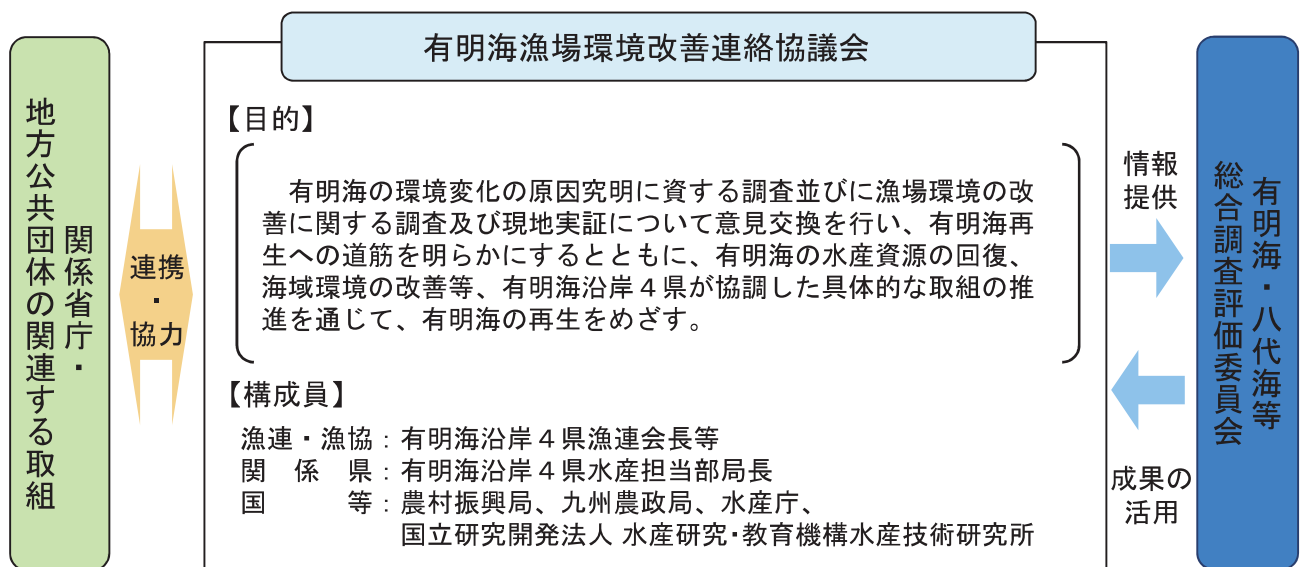 有明海漁場環境改善連絡協議会
関係省庁・
地方公共団体の関連する取組
連携
・
協力
【目的】
有明海の環境変化の原因究明に資する調査並びに漁場環境の改
善に関する調査及び現地実証について意見交換を行い、有明海再
生への道筋を明らかにするとともに、有明海の水産資源の回復、
海域環境の改善等、有明海沿岸４県が協調した具体的な取組の推
進を通じて、有明海の再生をめざす。
【構成員】
漁連・漁協：有明海沿岸４県漁連会長等
関　係　県：有明海沿岸４県水産担当部局長
国　　　等：農村振興局、九州農政局、水産庁、
国立研究開発法人 水産研究・教育機構水産技術研究所
情報
提供
成果の
活用
有明海・八代海等
総合調査評価委員会